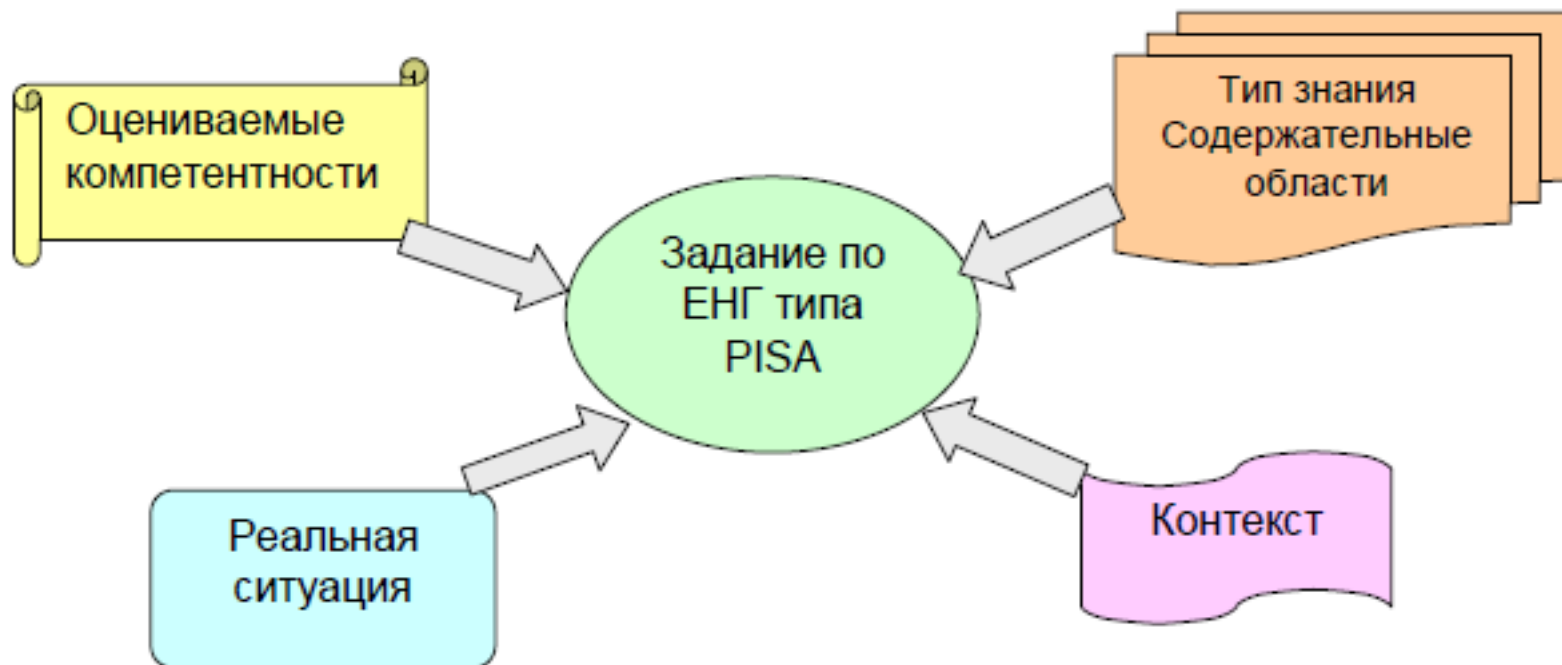 Оцениваемые
компетентности
Тип знания
Содержательные
области
Задание по
ЕНГ типа
PISA
Реальная
ситуация
Контекст